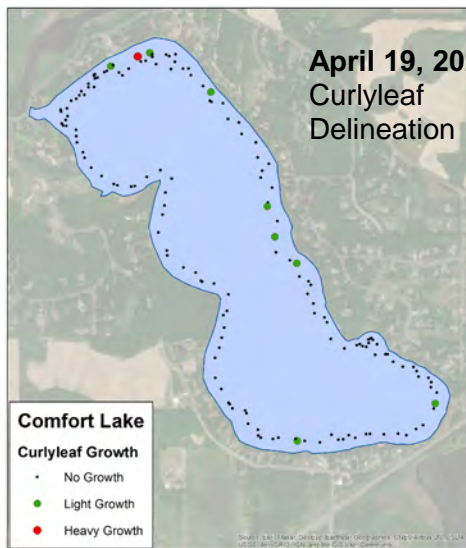 April 19, 20
Curlyleaf
Delineation
Comfort Lake
Curlyleaf Growth
No Growth
Light Growth
Heavy Growth